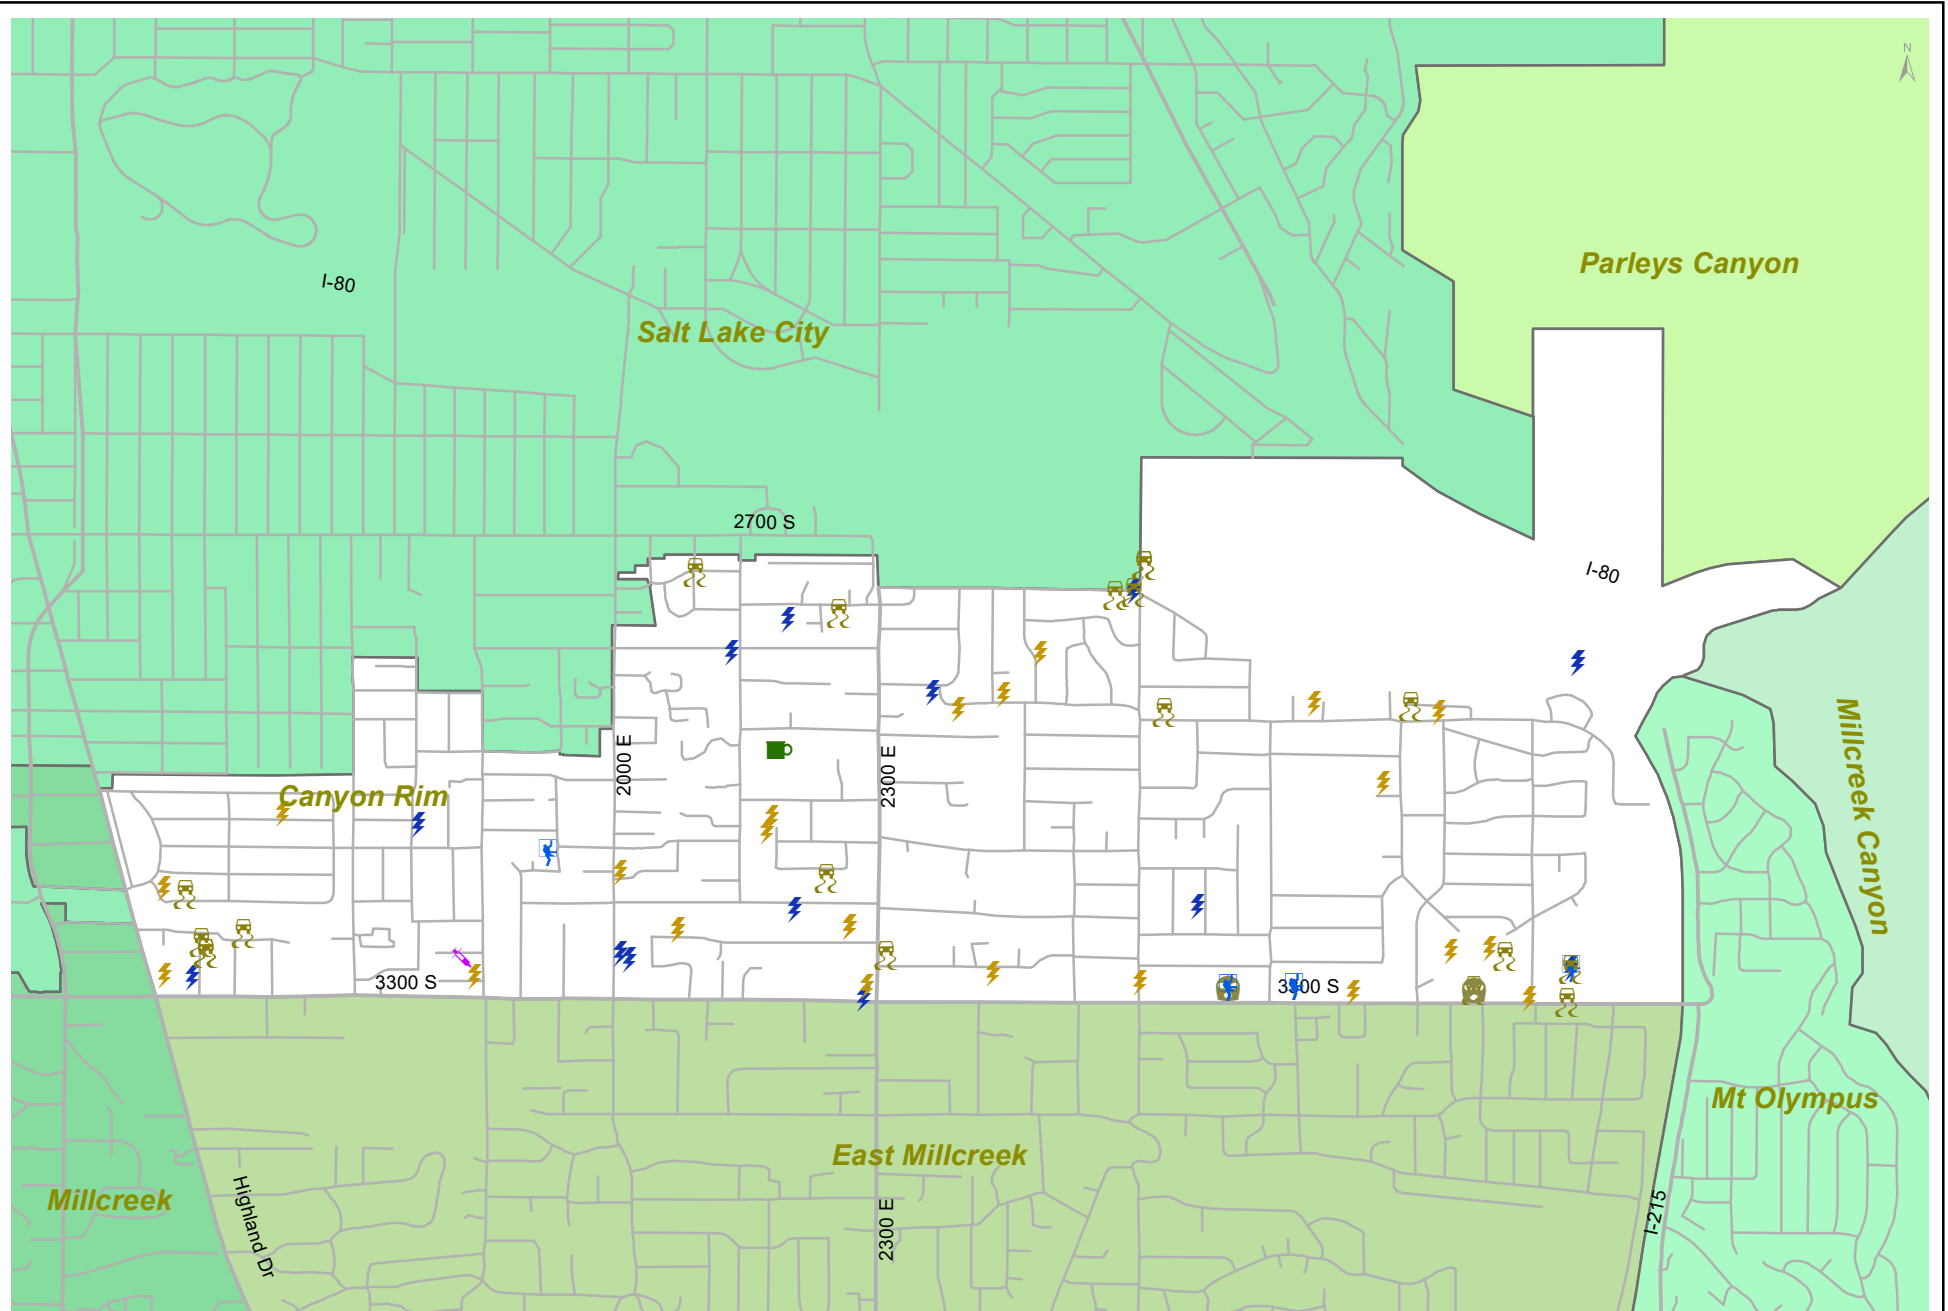 N
Parleys Canyon
I-80
Salt Lake City
2700 S
I-80
Millcreek Canyon
2000 E
2300 E
Canyon Rim
3300 S
3300 S
Mt Olympus
East Millcreek
Millcreek
Highland Dr
2300 E
I-215